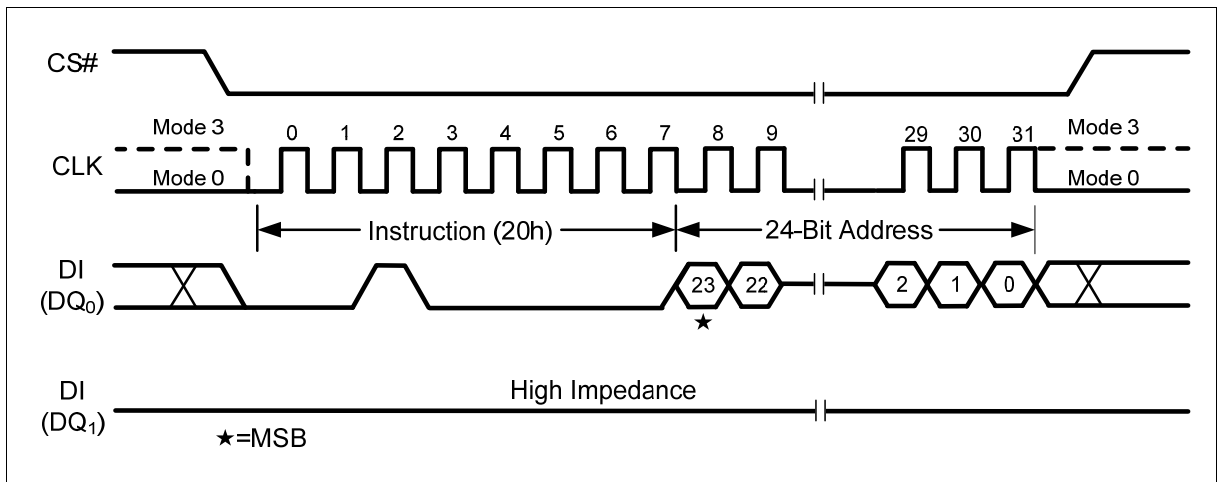 CS#
Mode 3 0 1 2 3 4 5 6 7 8 9 29 30 31 Mode 3
CLK
Mode 0 Mode 0
Instruction (20h) 24-Bit Address
DI
(DQ0)
23 22 2 1 0
★
High Impedance
DI
(DQ1)
★=MSB